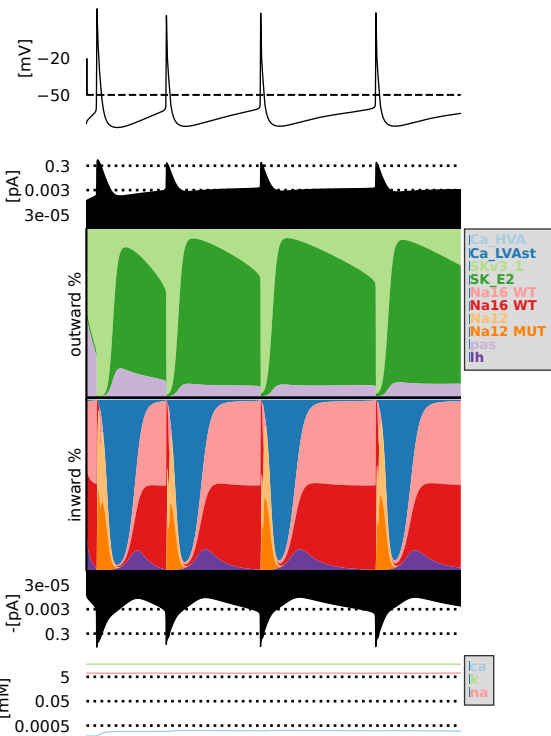 [mV]
−20
−50
[pA]
0.3
0.003
3e-05
outward %
Ca_HVA
Ca_LVAst
SKv3_1
SK_E2
Na16 WT
Na16 WT
Na12
Na12 MUT
pas
Ih
inward %
-[pA]
3e-05
0.003
0.3
[mM]
5
0.05
0.0005
ca
k
na